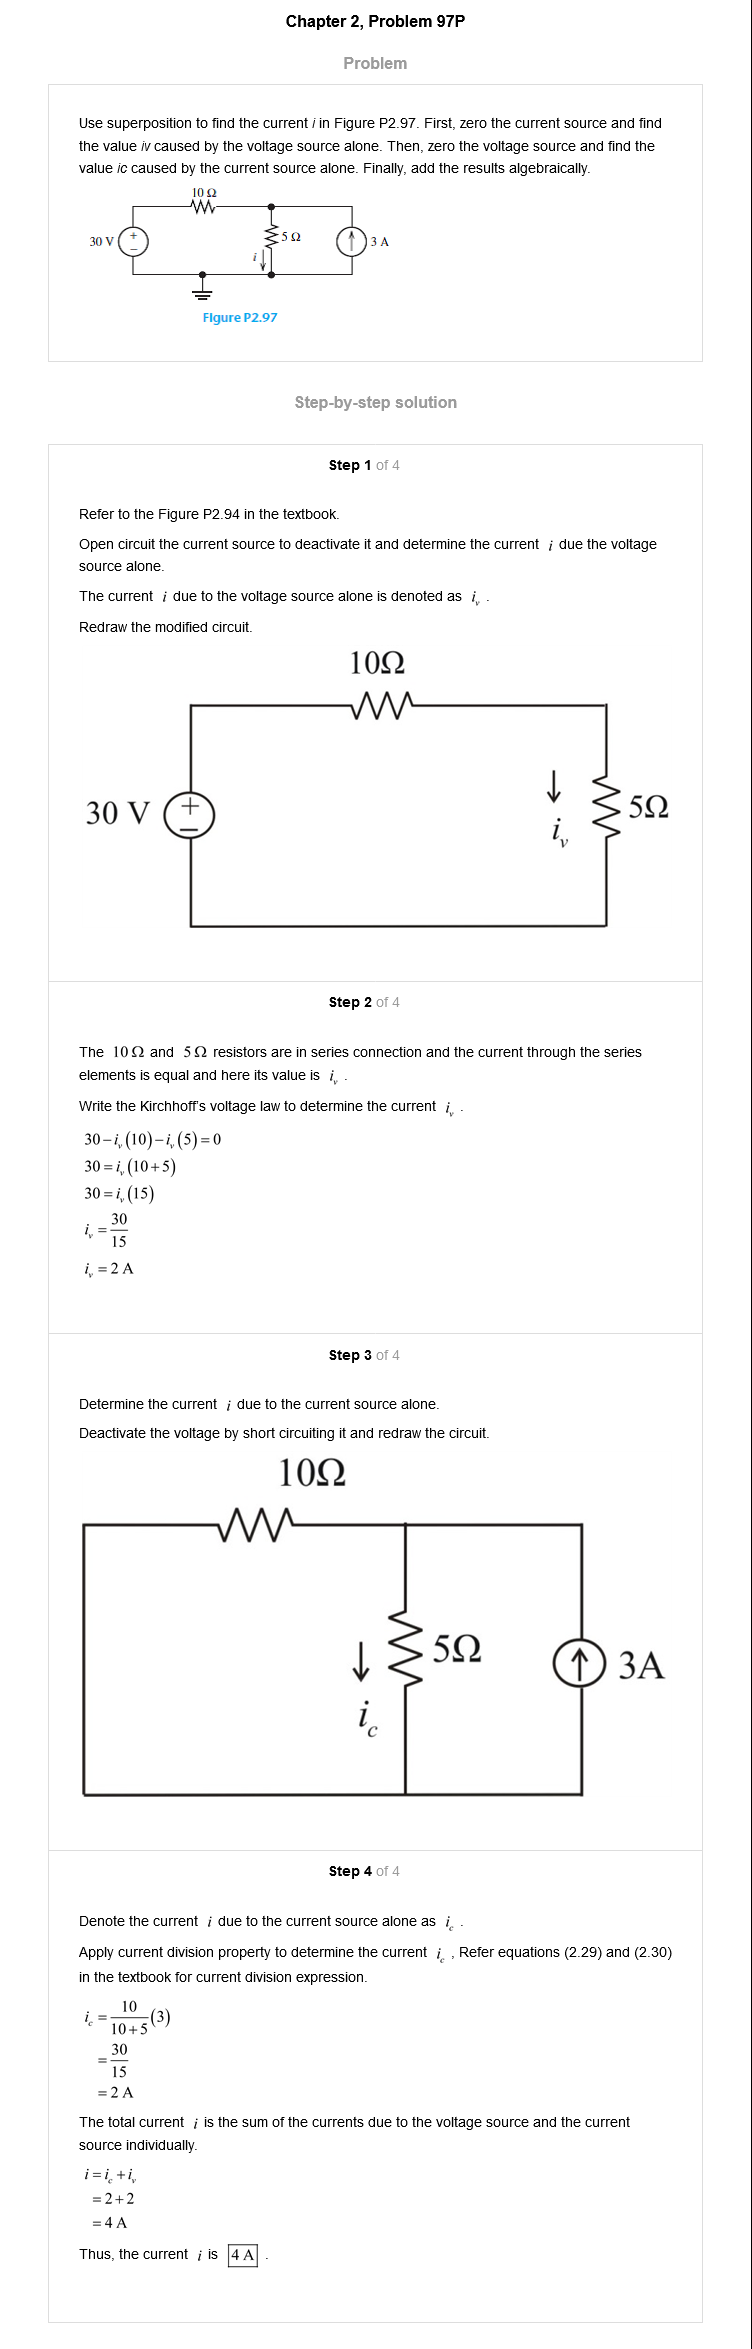 Chapter 2, Problem 97P
Problem
Use superposition to find the current i in Figure P2.97. First, zero the current source and find
the value iv caused by the voltage source alone. Then, zero the voltage source and find the
value ic caused by the current source alone. Finally, add the results algebraically.
10 Ω
30 V
+
−
5 Ω
3 A
i
Figure P2.97
Step-by-step solution
Step 1 of 4
Refer to the Figure P2.94 in the textbook.
Open circuit the current source to deactivate it and determine the current i due the voltage
source alone.
The current i due to the voltage source alone is denoted as i_v .
Redraw the modified circuit.
10Ω
30 V
+
−
i_v
5Ω
Step 2 of 4
The 10 Ω and 5 Ω resistors are in series connection and the current through the series
elements is equal and here its value is i_v .
Write the Kirchhoff's voltage law to determine the current i_v .
30 − i_v (10) − i_v (5) = 0
30 = i_v (10+5)
30 = i_v (15)
i_v = 30/15
i_v = 2 A
Step 3 of 4
Determine the current i due to the current source alone.
Deactivate the voltage by short circuiting it and redraw the circuit.
10Ω
5Ω
3A
i_c
Step 4 of 4
Denote the current i due to the current source alone as i_c .
Apply current division property to determine the current i_c , Refer equations (2.29) and (2.30)
in the textbook for current division expression.
i_c = 10/(10+5) (3)
= 30/15
= 2 A
The total current i is the sum of the currents due to the voltage source and the current
source individually.
i = i_c + i_v
= 2 + 2
= 4 A
Thus, the current i is 4 A .